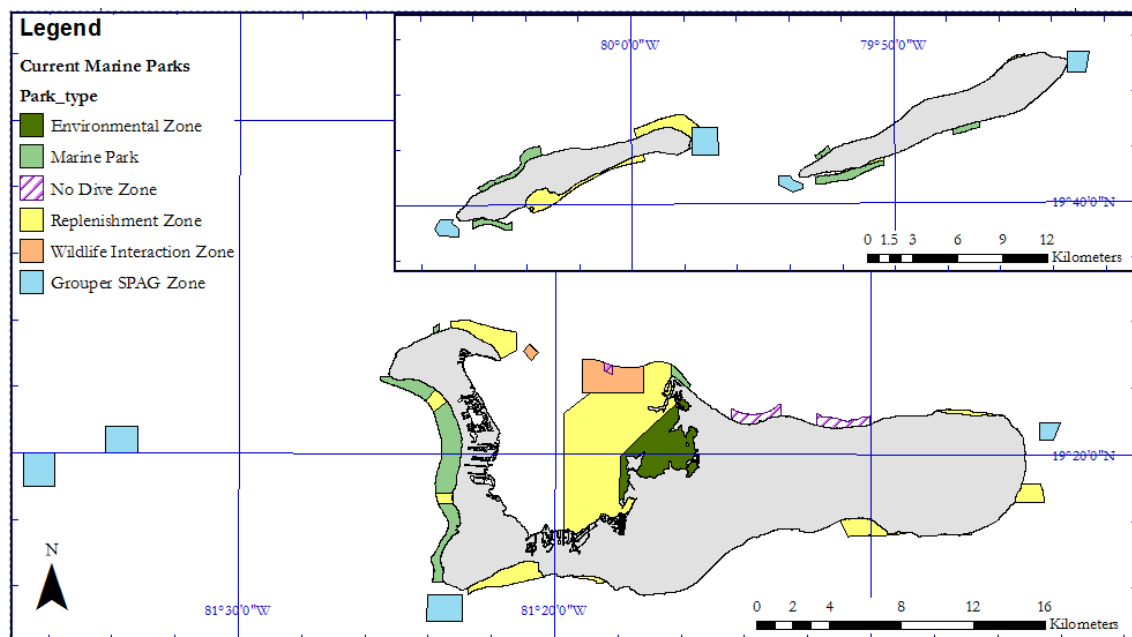 Legend
Current Marine Parks
Park_type
Environmental Zone
Marine Park
No Dive Zone
Replenishment Zone
Wildlife Interaction Zone
Grouper SPAG Zone
80°0'0"W
79°50'0"W
19°40'0"N
0 1.5 3 6 9 12
Kilometers
19°20'0"N
N
81°30'0"W
81°20'0"W
0 2 4 8 12 16
Kilometers